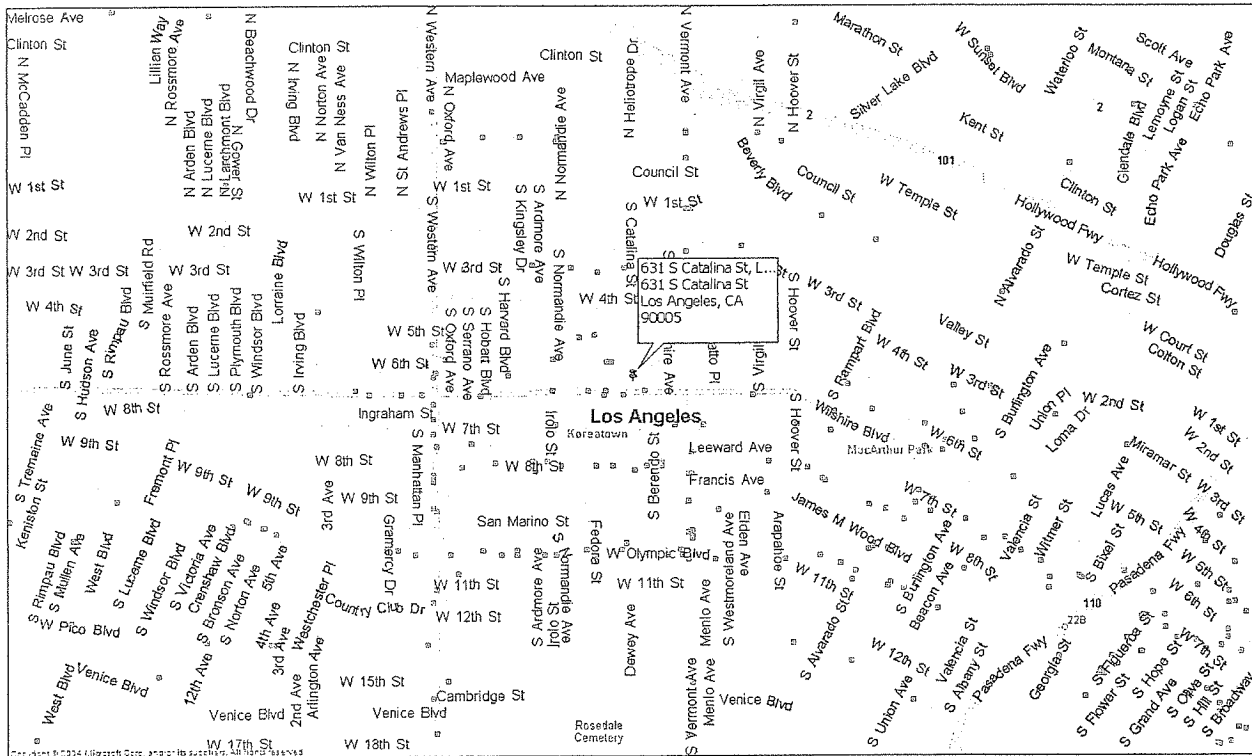 Melrose Ave
Clinton St
N McCadden Pl
Lillian Way
N Rossmore Ave
N Arden Blvd
N Lucerne Blvd
N Larchmont Blvd
N Gower St
N Beachwood Dr
Clinton St
N Irving Blvd
N Norton Ave
N Van Ness Ave
N Wilton Pl
N St Andrews Pl
N Western Ave
Maplewood Ave
N Oxford Ave
Clinton St
N Normandie Ave
N Heliotrope Dr
N Vermont Ave
N Virgil Ave
N Hoover St
Marathon St
Silver Lake Blvd
W Sunset Blvd
Waterloo St
Scott Ave
Montana St
Glendale Blvd
Lemoyne St
Logan St
Echo Park Ave
Echo Park Ave
2
2
101
Kent St
Beverly Blvd
Council St
Council St
W Temple St
Clinton St
Hollywood Fwy
Hollywood Fwy
Douglas St
W 1st St
W 1st St
W 1st St
W 1st St
S Kingsley Dr
S Ardmore Ave
S Catalina St
W 2nd St
W 2nd St
W 3rd St
W 3rd St
W 3rd St
W 3rd St
S Muirfield Rd
Lorraine Blvd
S Wilton Pl
S Western Ave
S Normandie Ave
W 4th St
W 4th St
631 S Catalina St, L...
631 S Catalina St
Los Angeles, CA
90005
S Hoover St
W 3rd St
N Alvarado St
W Temple St
Cortez St
S June St
S Hudson Ave
S Rimpau Blvd
S Rossmore Ave
S Arden Blvd
S Lucerne Blvd
S Plymouth Blvd
S Windsor Blvd
S Irving Blvd
W 5th St
W 6th St
S Oxford Ave
S Serrano Ave
S Hobart Blvd
S Harvard Blvd
S Virgil
S Rampart Blvd
W 4th St
Valley St
W 3rd St
S Burlington Ave
Union Pl
Loma Dr
W Court St
Colton St
W 2nd St
W 1st St
W 2nd St
W 8th St
Ingraham St
Los Angeles
Koreatown
W 7th St
Irolo St
S Berendo St
Leeward Ave
Francis Ave
S Hoover St
Wilshire Blvd
MacArthur Park
W 6th St
Miramar St
W 3rd St
S Tremaine Ave
Keniston St
W 9th St
Fremont Pl
W 9th St
W 9th St
W 8th St
W 9th St
3rd Ave
S Manhattan Pl
W 8th St
James M Wood Blvd
W 7th St
W 8th St
Valencia St
Witmer St
Lucas Ave
W 5th St
W 4th St
Rimpau Blvd
S Mullen Ave
West Blvd
S Lucerne Blvd
S Windsor Blvd
S Victoria Ave
Crenshaw Blvd
S Bronson Ave
S Norton Ave
5th Ave
4th Ave
3rd Ave
Westchester Pl
Gramercy Dr
San Marino St
Fedora St
W Olympic Blvd
S Westmoreland Ave
Elden Ave
Arapahoe St
S Burlington Ave
Beacon Ave
S Bixel St
Pasadena Fwy
W 5th St
W 6th St
W Pico Blvd
Country Club Dr
W 11th St
W 12th St
S Ardmore Ave
S Normandie Ave
Irolo St
W 11th St
Dewey Ave
Menlo Ave
W 11th St
S Alvarado St
W 12th St
110
22B
West Blvd
Venice Blvd
12th Ave
2nd Ave
Arlington Ave
W 15th St
Cambridge St
S Vermont Ave
Menlo Ave
Venice Blvd
S Union Ave
Valencia St
S Albany St
Pasadena Fwy
Georgia St
S Figueroa St
S Flower St
S Hope St
S Grand Ave
W 7th St
S Olive St
S Hill St
S Broadway
Venice Blvd
Venice Blvd
W 17th St
W 18th St
Rosedale
Cemetery
Copyright © 2004 Microsoft Corp. and/or its suppliers. All rights reserved.